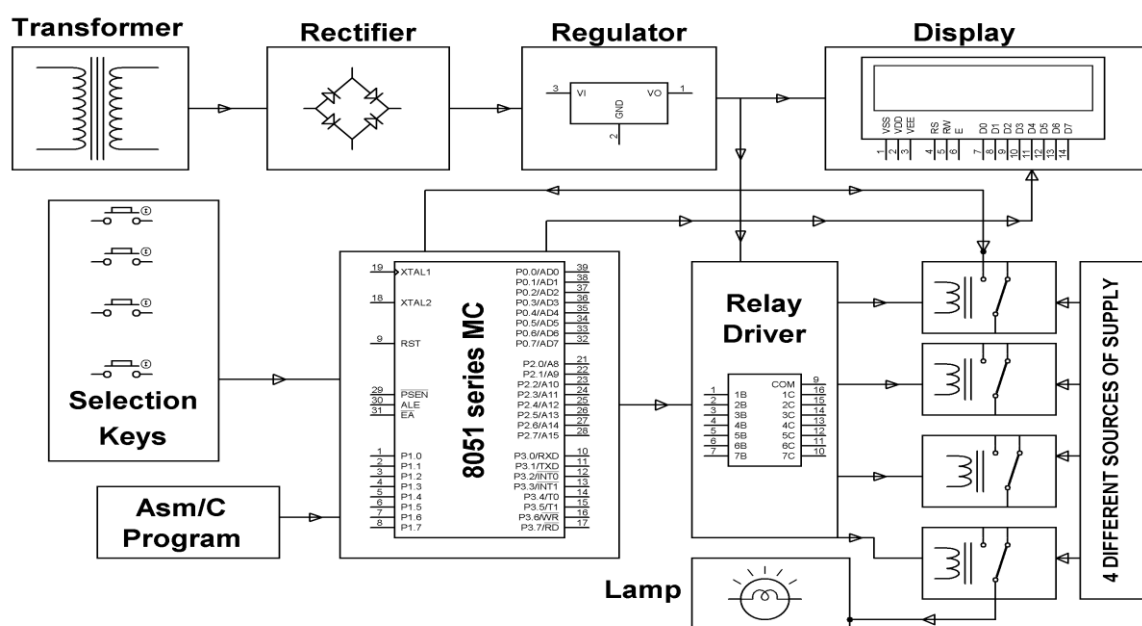 Transformer
Rectifier
Regulator
Display
3
VI
VO
1
GND
2
VSS
VDD
VEE
RS
RW
E
D0
D1
D2
D3
D4
D5
D6
D7
1
2
3
4
5
6
7
8
9
10
11
12
13
14
Selection
Keys
Asm/C
Program
8051 series MC
19
XTAL1
18
XTAL2
9
RST
29
PSEN
30
ALE
31
EA
1
P1.0
2
P1.1
3
P1.2
4
P1.3
5
P1.4
6
P1.5
7
P1.6
8
P1.7
P0.0/AD0
39
P0.1/AD1
38
P0.2/AD2
37
P0.3/AD3
36
P0.4/AD4
35
P0.5/AD5
34
P0.6/AD6
33
P0.7/AD7
32
P2.0/A8
21
P2.1/A9
22
P2.2/A10
23
P2.3/A11
24
P2.4/A12
25
P2.5/A13
26
P2.6/A14
27
P2.7/A15
28
P3.0/RXD
10
P3.1/TXD
11
P3.2/INT0
12
P3.3/INT1
13
P3.4/T0
14
P3.5/T1
15
P3.6/WR
16
P3.7/RD
17
Relay
Driver
1
1B
2
2B
3
3B
4
4B
5
5B
6
6B
7
7B
COM
9
1C
16
2C
15
3C
14
4C
13
5C
12
6C
11
7C
10
4 DIFFERENT SOURCES OF SUPPLY
Lamp